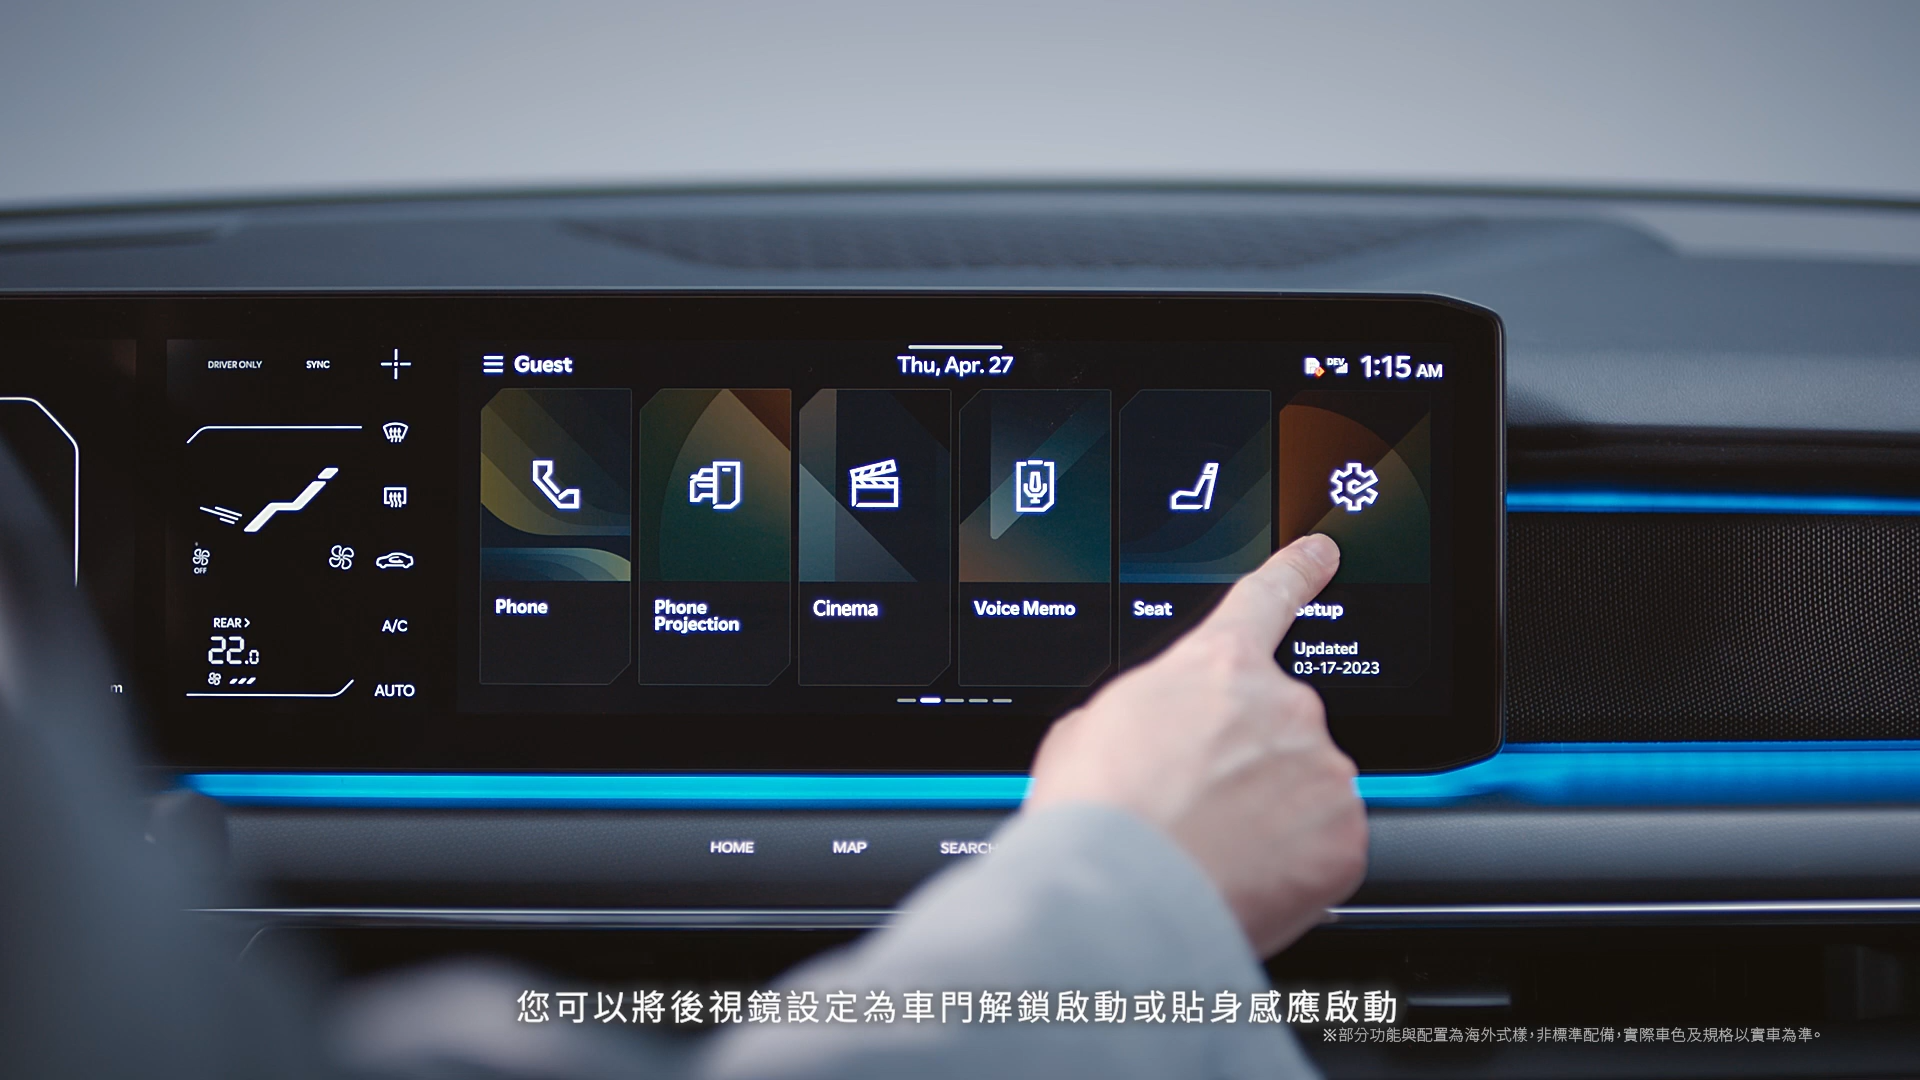 DRIVER ONLY
SYNC
OFF
REAR >
22.0
A/C
AUTO
m
Guest
Thu, Apr. 27
DEV
1:15 AM
Phone
Phone
Projection
Cinema
Voice Memo
Seat
Setup
Updated
03-17-2023
HOME
MAP
SEARCH
您可以將後視鏡設定為車門解鎖啟動或貼身感應啟動
※部分功能與配置為海外式樣，非標準配備，實際車色及規格以實車為準。